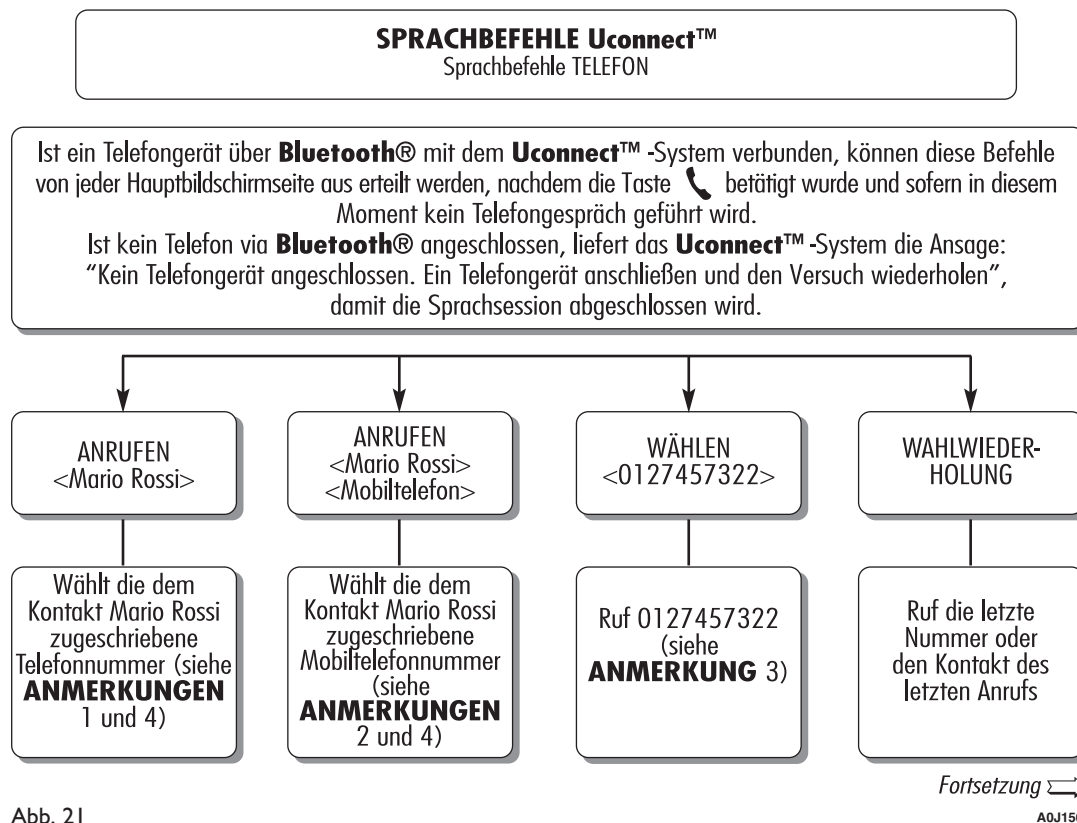 SPRACHBEFEHLE Uconnect™
Sprachbefehle TELEFON
Ist ein Telefongerät über Bluetooth® mit dem Uconnect™ -System verbunden, können diese Befehle
von jeder Hauptbildschirmseite aus erteilt werden, nachdem die Taste betätigt wurde und sofern in diesem
Moment kein Telefongespräch geführt wird.
Ist kein Telefon via Bluetooth® angeschlossen, liefert das Uconnect™ -System die Ansage:
“Kein Telefongerät angeschlossen. Ein Telefongerät anschließen und den Versuch wiederholen”,
damit die Sprachsession abgeschlossen wird.
ANRUFEN
<Mario Rossi>
ANRUFEN
<Mario Rossi>
<Mobiltelefon>
WÄHLEN
<0127457322>
WAHLWIEDER-
HOLUNG
Wählt die dem
Kontakt Mario Rossi
zugeschriebene
Telefonnummer (siehe
ANMERKUNGEN
1 und 4)
Wählt die dem
Kontakt Mario Rossi
zugeschriebene
Mobiltelefonnummer
(siehe
ANMERKUNGEN
2 und 4)
Ruf 0127457322
(siehe
ANMERKUNG 3)
Ruf die letzte
Nummer oder
den Kontakt des
letzten Anrufs
Fortsetzung
Abb. 21